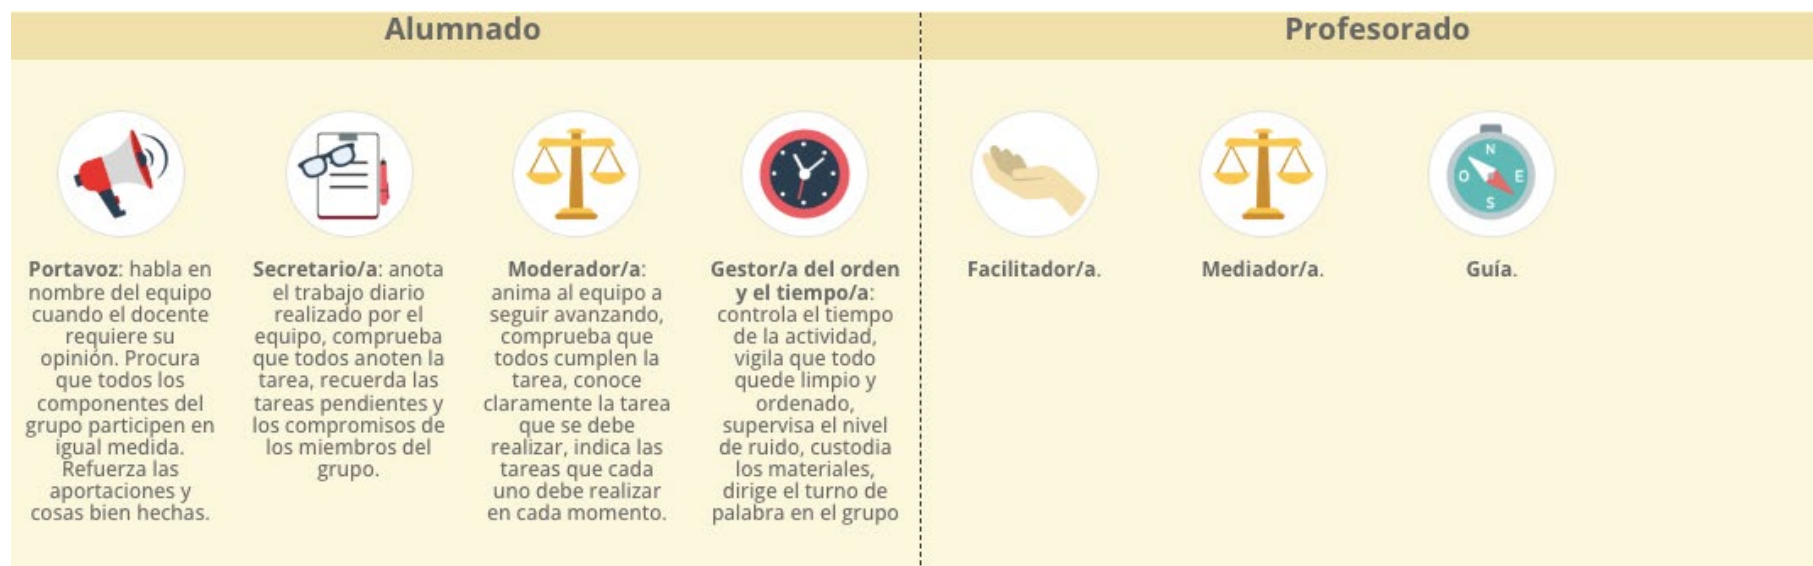 Alumnado
Profesorado
Portavoz: habla en
nombre del equipo
cuando el docente
requiere su
opinión. Procura
que todos los
componentes del
grupo participen en
igual medida.
Refuerza las
aportaciones y
cosas bien hechas.
Secretario/a: anota
el trabajo diario
realizado por el
equipo, comprueba
que todos anoten la
tarea, recuerda las
tareas pendientes y
los compromisos de
los miembros del
grupo.
Moderador/a:
anima al equipo a
seguir avanzando,
comprueba que
todos cumplen la
tarea, conoce
claramente la tarea
que se debe
realizar, indica las
tareas que cada
uno debe realizar
en cada momento.
Gestor/a del orden
y el tiempo/a:
controla el tiempo
de la actividad,
vigila que todo
quede limpio y
ordenado,
supervisa el nivel
de ruido, custodia
los materiales,
dirige el turno de
palabra en el grupo
Facilitador/a.
Mediador/a.
N
O E
S
Guía.